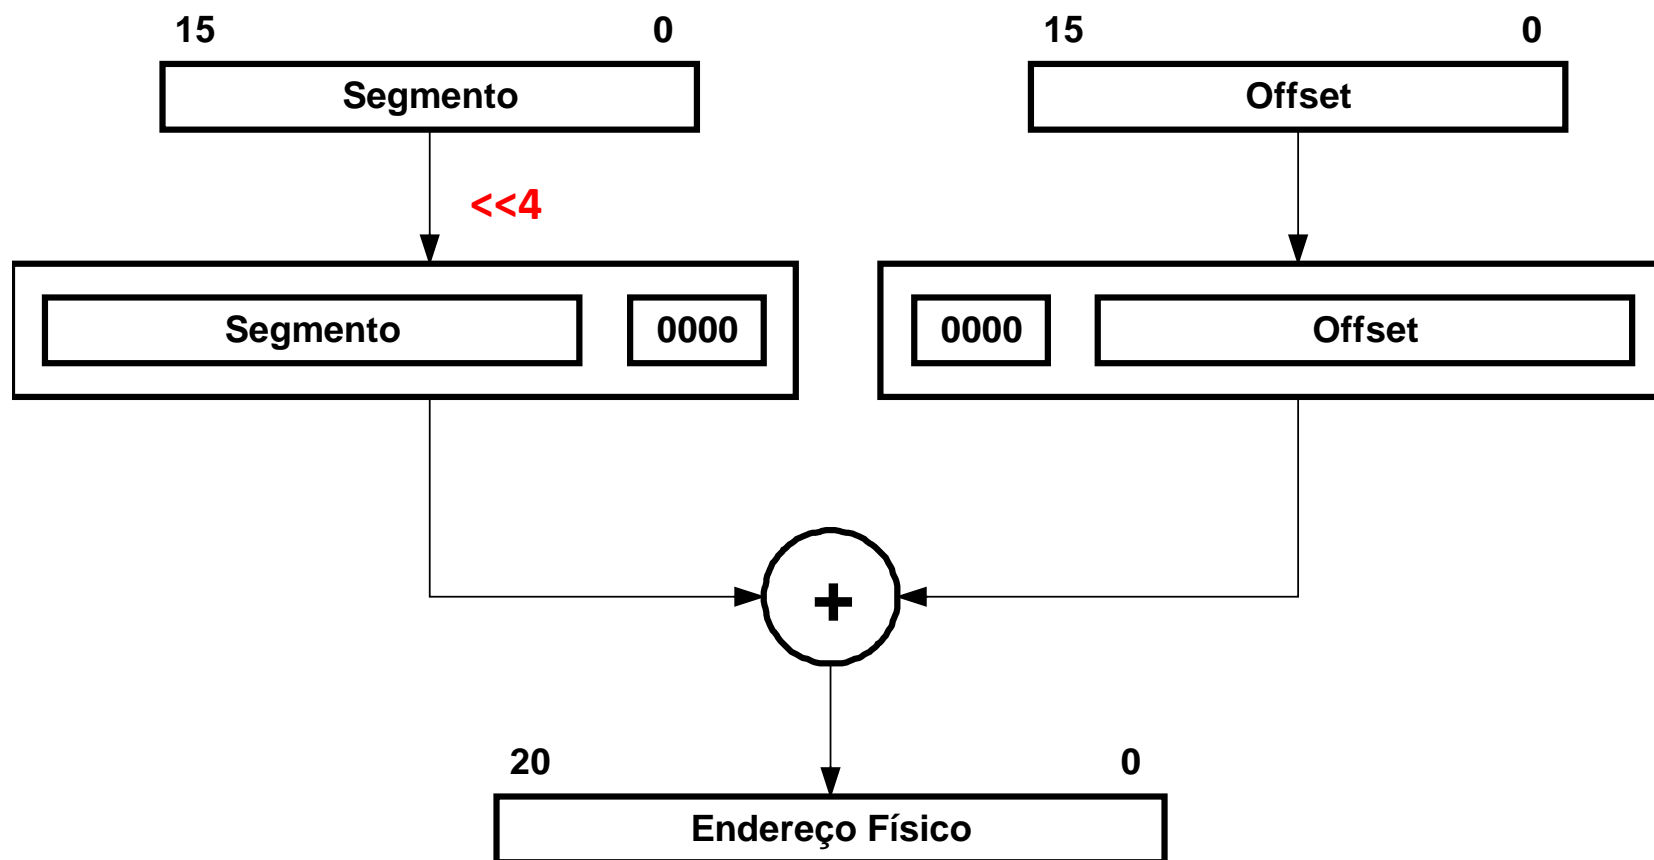 15 0 15 0
Segmento Offset
<<4
Segmento 0000 0000 Offset
+
20 0
Endereço Físico